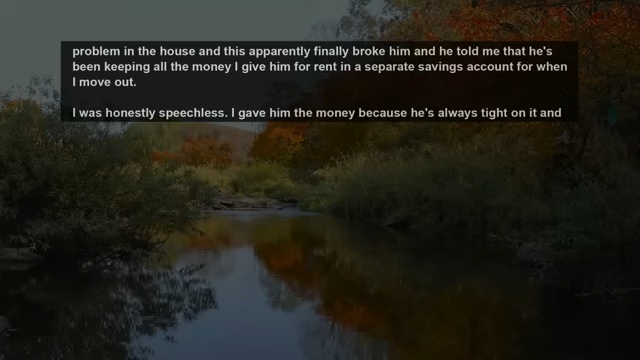 problem in the house and this apparently finally broke him and he told me that he's
been keeping all the money I give him for rent in a separate savings account for when
I move out.
I was honestly speechless. I gave him the money because he's always tight on it and